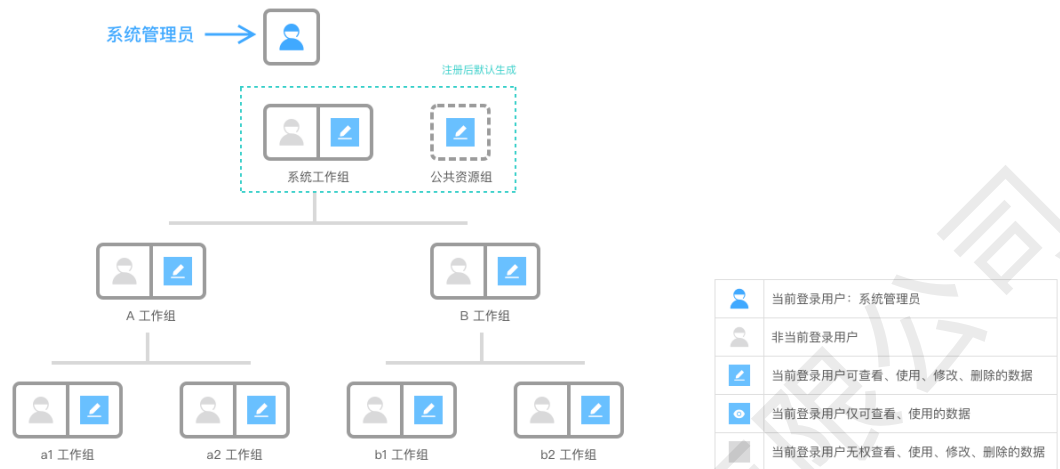 系统管理员
注册后默认生成
系统工作组
公共资源组
A 工作组
B 工作组
a1 工作组
a2 工作组
b1 工作组
b2 工作组
当前登录用户：系统管理员
非当前登录用户
当前登录用户可查看、使用、修改、删除的数据
当前登录用户仅可查看、使用的数据
当前登录用户无权查看、使用、修改、删除的数据
限公司